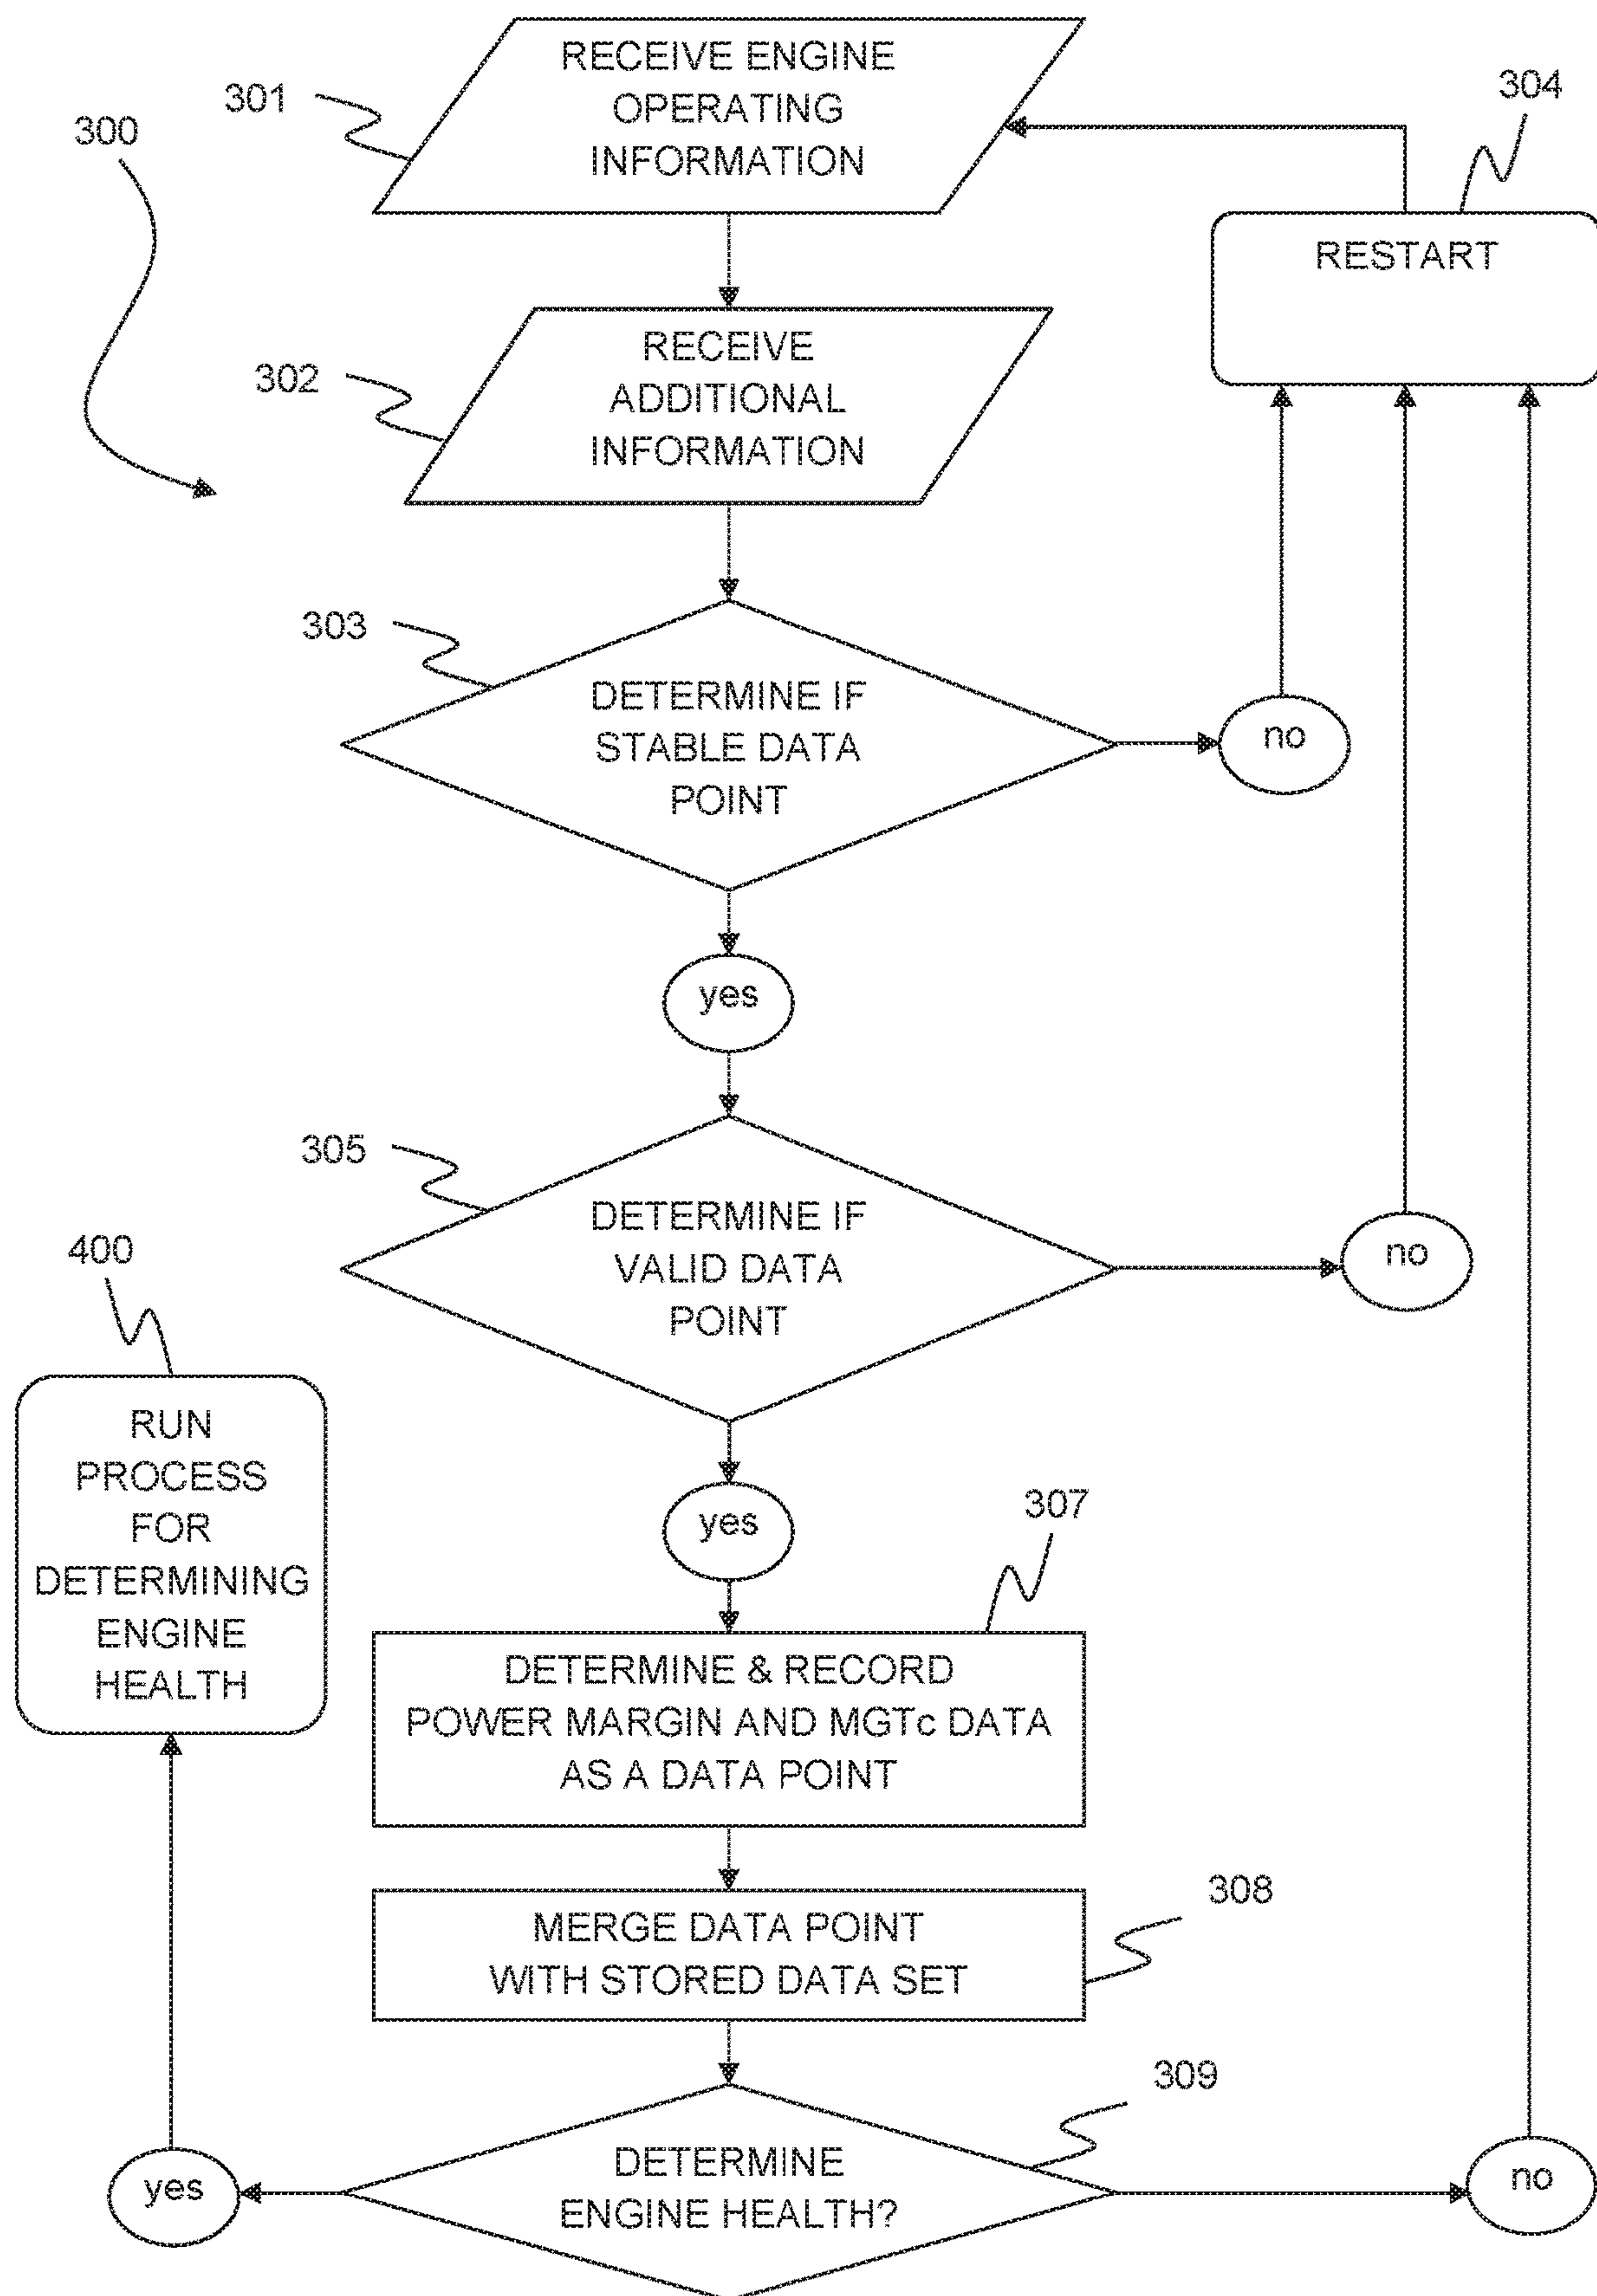 RECEIVE ENGINE
OPERATING
INFORMATION
301
304
300
RESTART
RECEIVE
ADDITIONAL
INFORMATION
302
303
DETERMINE IF
STABLE DATA
POINT
no
yes
305
DETERMINE IF
VALID DATA
POINT
no
400
RUN
PROCESS
FOR
DETERMINING
ENGINE
HEALTH
yes
307
DETERMINE & RECORD
POWER MARGIN AND MGTc DATA
AS A DATA POINT
308
MERGE DATA POINT
WITH STORED DATA SET
309
DETERMINE
ENGINE HEALTH?
yes
no